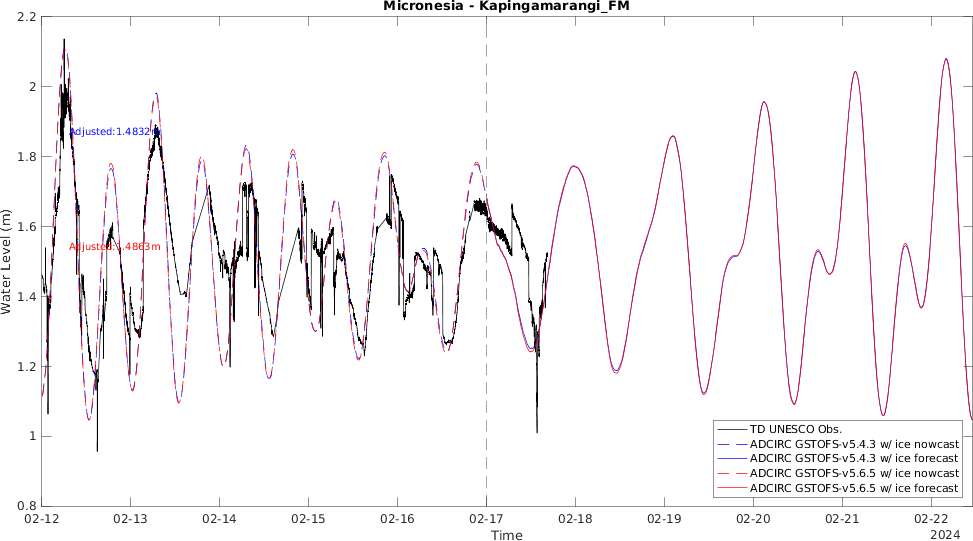 Micronesia - Kapingamarangi_FM
2.2
2
1.8
1.6
1.4
1.2
1
0.8
Water Level (m)
Adjusted:1.4832m
Adjusted:1.4863m
TD UNESCO Obs.
ADCIRC GSTOFS-v5.4.3 w/ ice nowcast
ADCIRC GSTOFS-v5.4.3 w/ ice forecast
ADCIRC GSTOFS-v5.6.5 w/ ice nowcast
ADCIRC GSTOFS-v5.6.5 w/ ice forecast
02-12 02-13 02-14 02-15 02-16 02-17 02-18 02-19 02-20 02-21 02-22
Time
2024